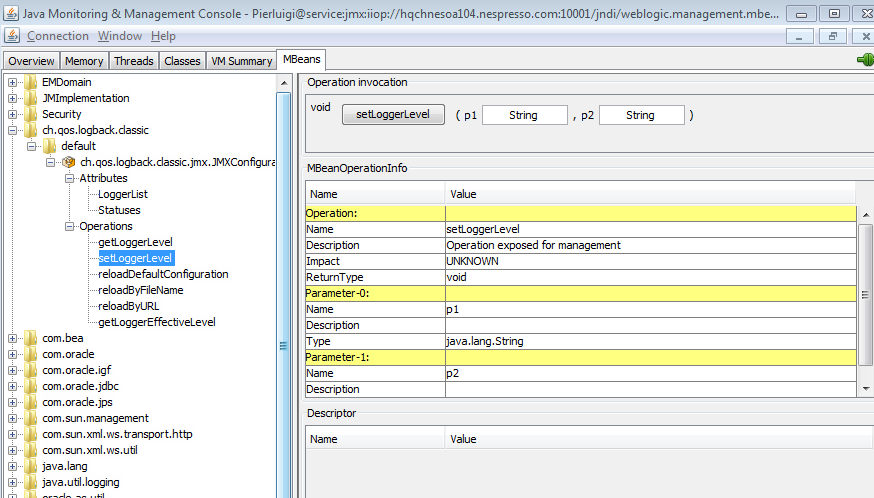 Java Monitoring & Management Console - Pierluigi@service:jmx:iiop://hqchnesoa104.nespresso.com:10001/jndi/weblogic.management.mbe...
Connection Window Help
Overview Memory Threads Classes VM Summary MBeans
EMDomain
JMImplementation
Security
ch.qos.logback.classic
default
ch.qos.logback.classic.jmx.JMXConfigura
Attributes
LoggerList
Statuses
Operations
getLoggerLevel
setLoggerLevel
reloadDefaultConfiguration
reloadByFileName
reloadByURL
getLoggerEffectiveLevel
com.bea
com.oracle
com.oracle.igf
com.oracle.jdbc
com.oracle.jps
com.sun.management
com.sun.xml.ws.transport.http
com.sun.xml.ws.util
java.lang
java.util.logging
Operation invocation
void setLoggerLevel ( p1 String , p2 String )
MBeanOperationInfo
Name Value
Operation:
Name setLoggerLevel
Description Operation exposed for management
Impact UNKNOWN
ReturnType void
Parameter-0:
Name p1
Description
Type java.lang.String
Parameter-1:
Name p2
Description
Descriptor
Name Value